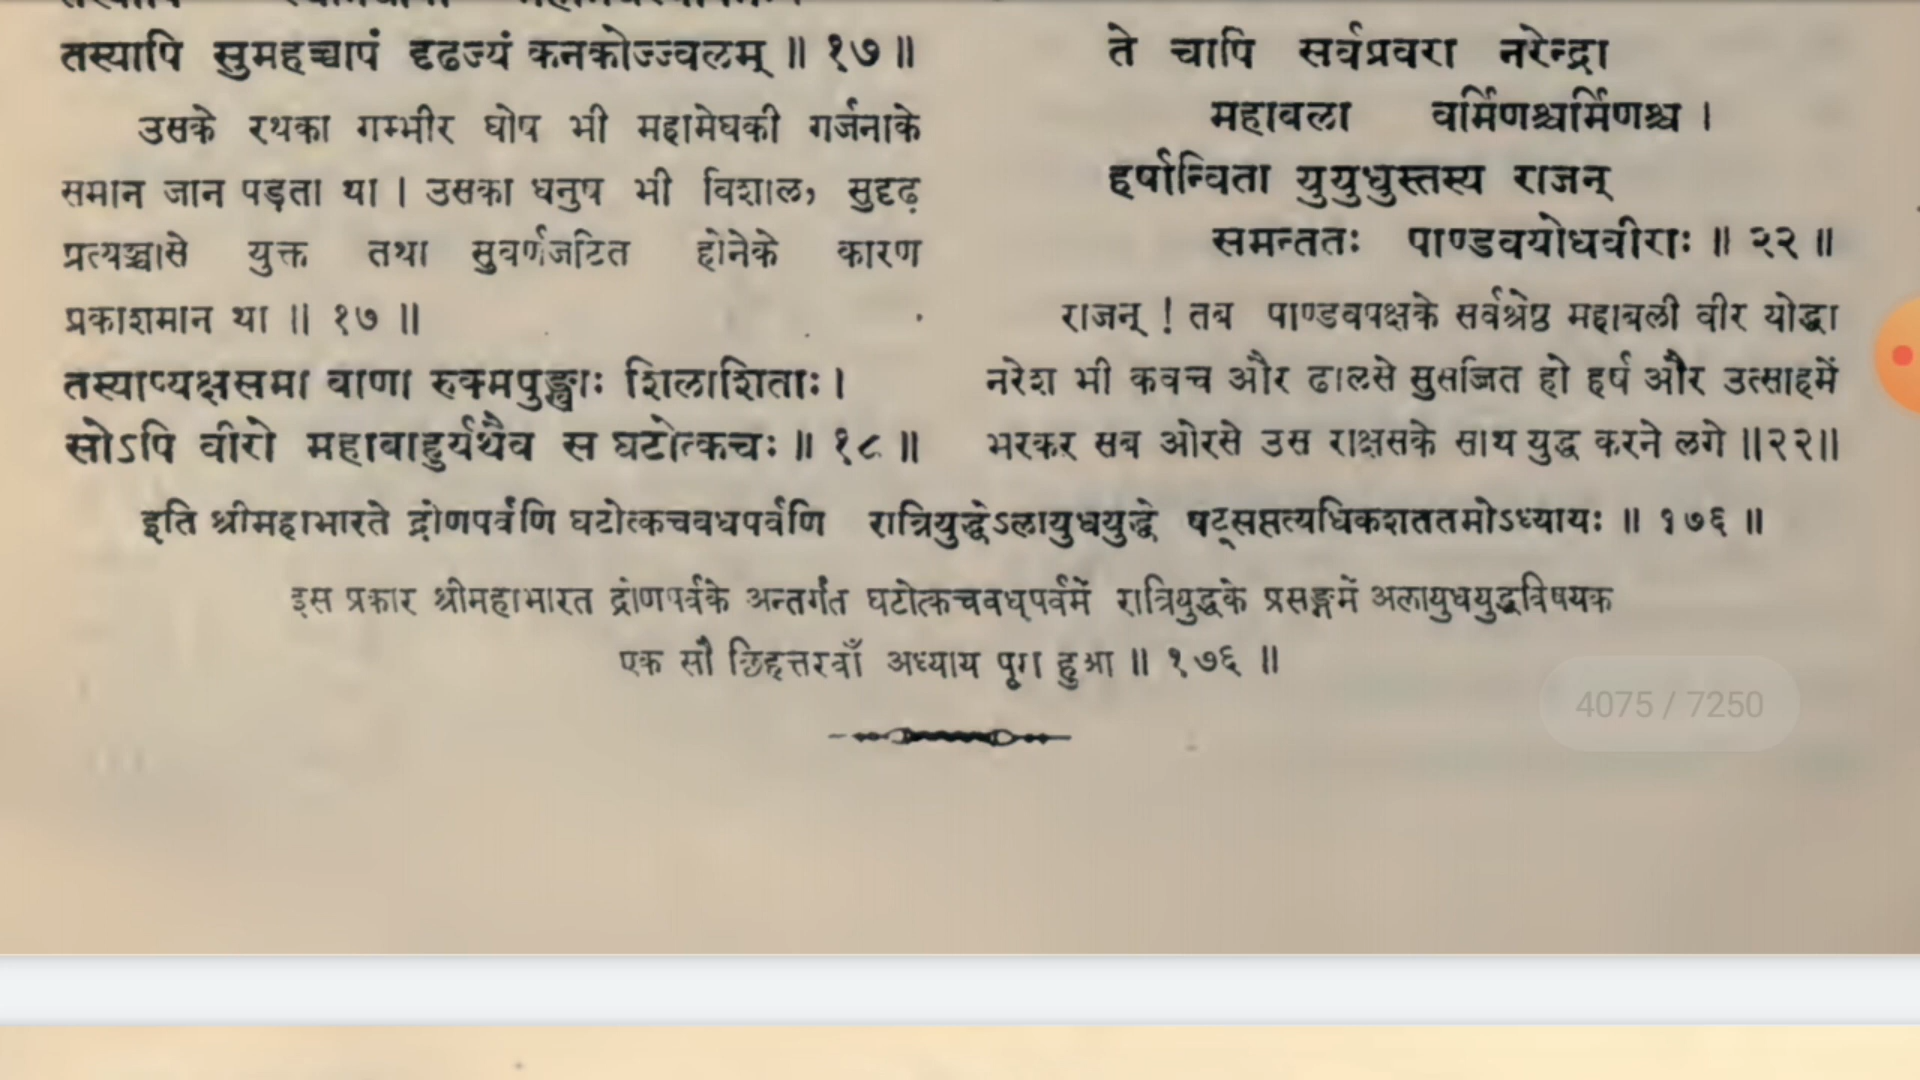 तस्यापि सुमहच्चापं दृढज्यं कनकोज्ज्वलम् ॥ १७ ॥
उसके रथका गम्भीर घोष भी महामेघकी गर्जनाके
समान जान पड़ता था । उसका धनुष भी विशाल, सुदृढ़
प्रत्यञ्चासे युक्त तथा सुवर्णजटित होनेके कारण
प्रकाशमान था ॥ १७ ॥
तस्याप्यक्षसमा बाणा रुक्मपुङ्खाः शिलाशिताः ।
सोऽपि वीरो महाबाहुर्यथैव स घटोत्कचः ॥ १८ ॥
ते चापि सर्वप्रवरा नरेन्द्रा
महाबला वर्मिणश्चर्मिणश्च ।
हर्षान्विता युयुधुस्तस्य राजन्
समन्ततः पाण्डवयोधवीराः ॥ २२ ॥
राजन् ! तब पाण्डवपक्षके सर्वश्रेष्ठ महाबली वीर योद्धा
नरेश भी कवच और ढालसे सुसज्जित हो हर्ष और उत्साहमें
भरकर सब ओरसे उस राक्षसके साथ युद्ध करने लगे ॥२२॥
इति श्रीमहाभारते द्रोणपर्वणि घटोत्कचवधपर्वणि रात्रियुद्धेऽलायुधयुद्धे षट्सप्तत्यधिकशततमोऽध्यायः ॥ १७६ ॥
इस प्रकार श्रीमहाभारत द्रोणपर्वके अन्तर्गत घटोत्कचवधपर्वमें रात्रियुद्धके प्रसङ्गमें अलायुधयुद्धविषयक
एक सौ छिहत्तरवाँ अध्याय पूरा हुआ ॥ १७६ ॥
4075 / 7250